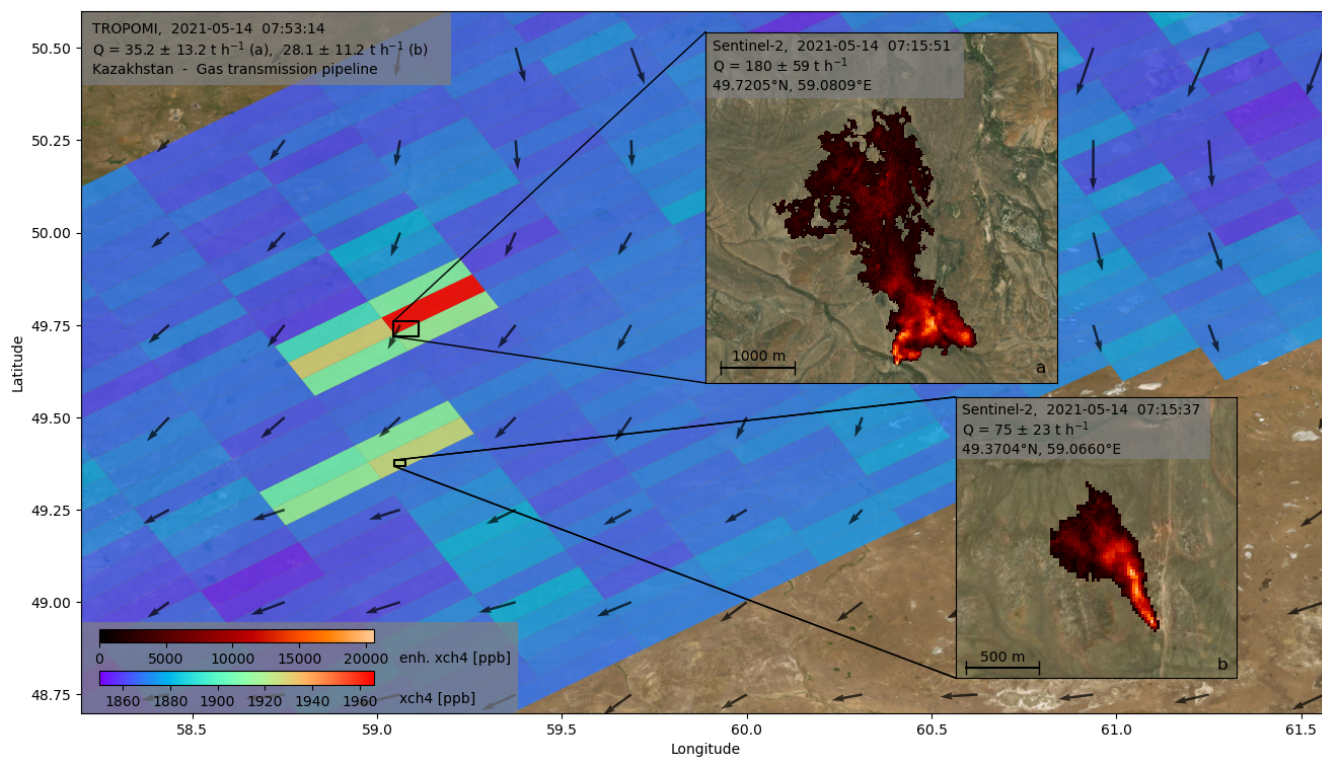 TROPOMI, 2021-05-14 07:53:14
Q = 35.2 ± 13.2 t h⁻¹ (a), 28.1 ± 11.2 t h⁻¹ (b)
Kazakhstan - Gas transmission pipeline
Sentinel-2, 2021-05-14 07:15:51
Q = 180 ± 59 t h⁻¹
49.7205°N, 59.0809°E
1000 m
a
Sentinel-2, 2021-05-14 07:15:37
Q = 75 ± 23 t h⁻¹
49.3704°N, 59.0660°E
500 m
b
50.50
50.25
50.00
49.75
49.50
49.25
49.00
48.75
Latitude
0 5000 10000 15000 20000 enh. xch4 [ppb]
1860 1880 1900 1920 1940 1960 xch4 [ppb]
58.5 59.0 59.5 60.0 60.5 61.0 61.5
Longitude